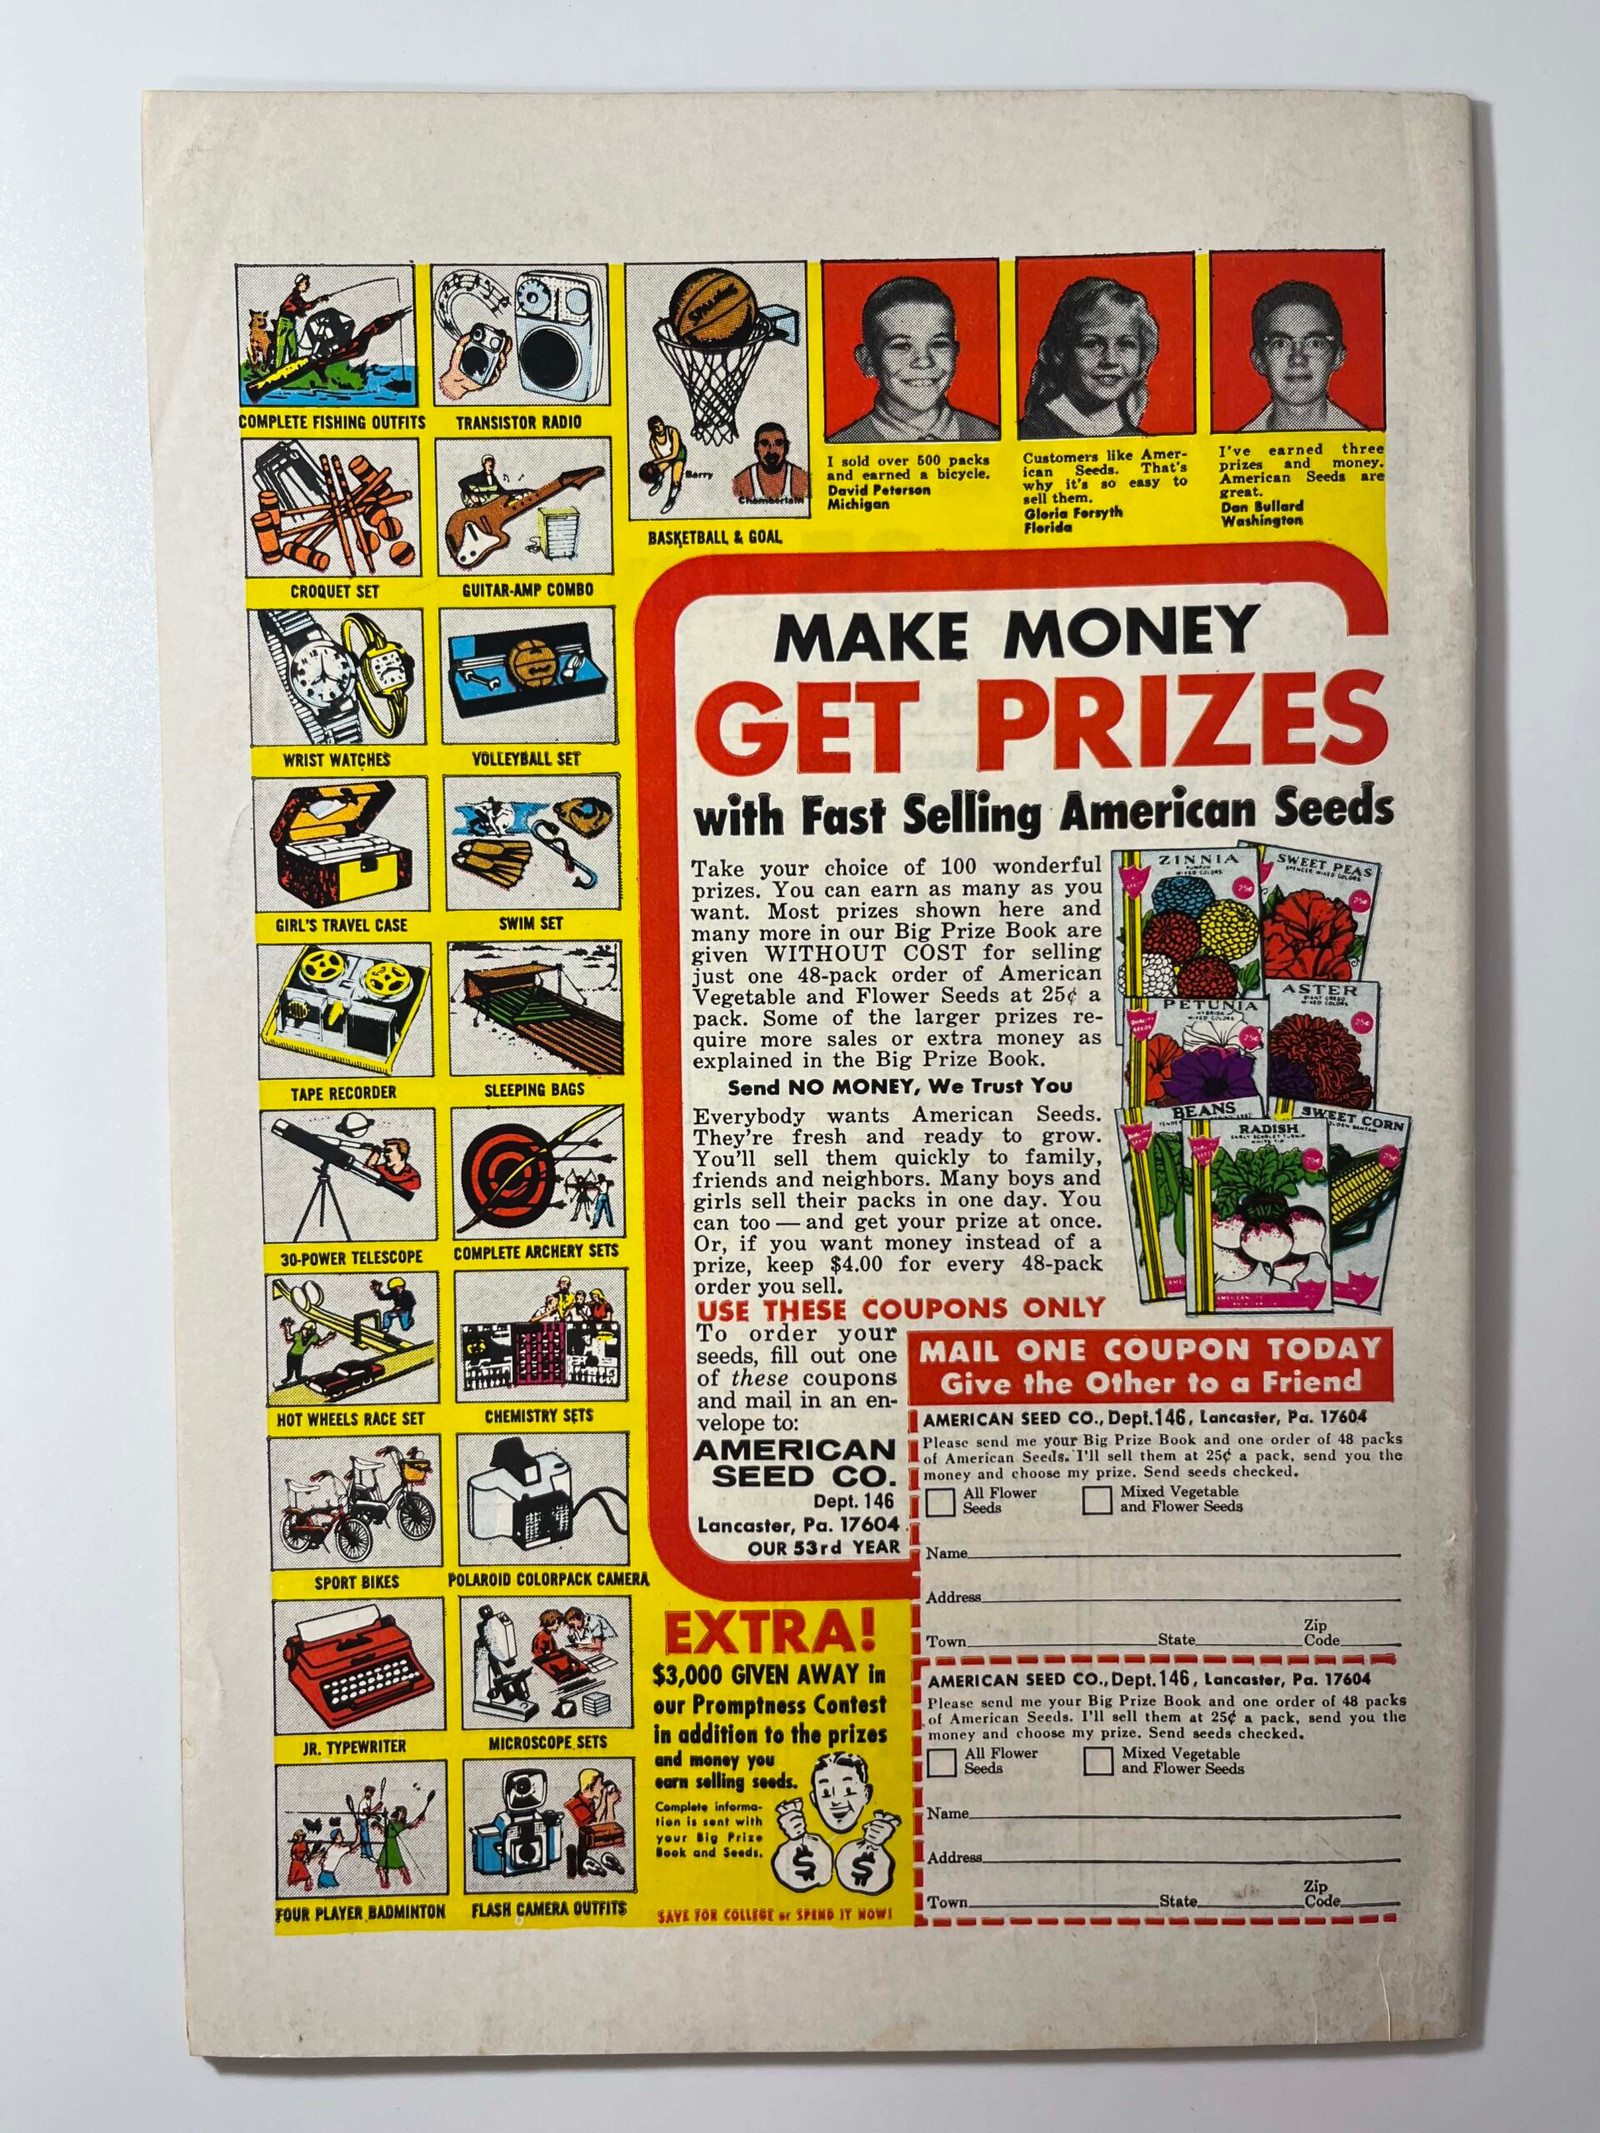 COMPLETE FISHING OUTFITS
TRANSISTOR RADIO
Spalding
Barry
Chamberlain
BASKETBALL & GOAL
I sold over 500 packs
and earned a bicycle.
David Peterson
Michigan
Customers like Amer-
ican Seeds. That's
why it's so easy to
sell them.
Gloria Forsyth
Florida
I've earned three
prizes and money.
American Seeds are
great.
Dan Bullard
Washington
CROQUET SET
GUITAR-AMP COMBO
WRIST WATCHES
VOLLEYBALL SET
GIRL'S TRAVEL CASE
SWIM SET
TAPE RECORDER
SLEEPING BAGS
30-POWER TELESCOPE
COMPLETE ARCHERY SETS
HOT WHEELS RACE SET
CHEMISTRY SETS
SPORT BIKES
POLAROID COLORPACK CAMERA
JR. TYPEWRITER
MICROSCOPE SETS
FOUR PLAYER BADMINTON
FLASH CAMERA OUTFITS
MAKE MONEY
GET PRIZES
with Fast Selling American Seeds
Take your choice of 100 wonderful
prizes. You can earn as many as you
want. Most prizes shown here and
many more in our Big Prize Book are
given WITHOUT COST for selling
just one 48-pack order of American
Vegetable and Flower Seeds at 25¢ a
pack. Some of the larger prizes re-
quire more sales or extra money as
explained in the Big Prize Book.
Send NO MONEY, We Trust You
Everybody wants American Seeds.
They're fresh and ready to grow.
You'll sell them quickly to family,
friends and neighbors. Many boys and
girls sell their packs in one day. You
can too — and get your prize at once.
Or, if you want money instead of a
prize, keep $4.00 for every 48-pack
order you sell.
ZINNIA
MIXED COLORS
25¢
SWEET PEAS
SPENCER MIXED COLORS
25¢
PETUNIA
MIXED COLORS
25¢
ASTER
MIXED COLORS
25¢
BEANS
RADISH
SWEET CORN
25¢
USE THESE COUPONS ONLY
To order your
seeds, fill out one
of these coupons
and mail in an en-
velope to:
AMERICAN
SEED CO.
Dept. 146
Lancaster, Pa. 17604
OUR 53rd YEAR
MAIL ONE COUPON TODAY
Give the Other to a Friend
AMERICAN SEED CO., Dept. 146, Lancaster, Pa. 17604
Please send me your Big Prize Book and one order of 48 packs
of American Seeds. I'll sell them at 25¢ a pack, send you the
money and choose my prize. Send seeds checked.
All Flower
Seeds
Mixed Vegetable
and Flower Seeds
Name
Address
Town State Zip
Code
AMERICAN SEED CO., Dept. 146, Lancaster, Pa. 17604
Please send me your Big Prize Book and one order of 48 packs
of American Seeds. I'll sell them at 25¢ a pack, send you the
money and choose my prize. Send seeds checked.
All Flower
Seeds
Mixed Vegetable
and Flower Seeds
Name
Address
Town State Zip
Code
EXTRA!
$3,000 GIVEN AWAY in
our Promptness Contest
in addition to the prizes
and money you
earn selling seeds.
Complete informa-
tion is sent with
your Big Prize
Book and Seeds.
$ $
SAVE FOR COLLEGE or SPEND IT NOW!